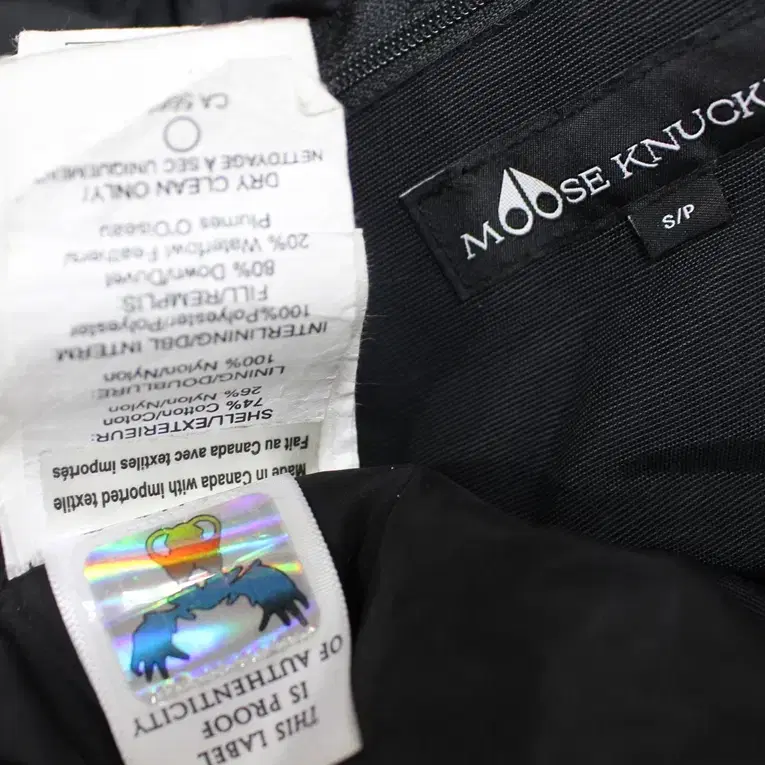 MOOSE KNUCK
S/P
Made in Canada with imported textile
Fait au Canada avec textiles importés
SHELL/EXTERIEUR:
74% Cotton/Coton
26% Nylon/Nylon
LINING/DOUBLURE:
100% Nylon/Nylon
INTERLINING/DBL INTERM
100%Polyester/Polyester
FILL/REMPLIS:
80% Down/Duvet
20% Waterfowl Feathers/
Plumes O'Diseau
DRY CLEAN ONLY/
NETTOYAGE À SEC UNIQUEMENT
CA
THIS LABEL
IS PROOF
OF AUTHENTICITY